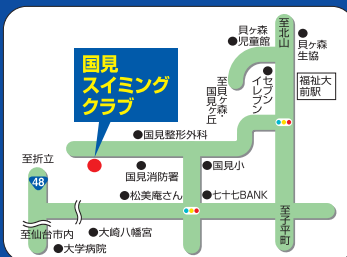 国見
スイミング
クラブ
貝ヶ森
●児童館
至北山
●
貝ヶ森
生協
至貝ヶ森・
国見ヶ丘
●
セブン
イレブン
福祉大
前駅
●国見整形外科
至折立
●
国見消防署
●国見小
48
●松美庵さん
●七十七BANK
至仙台市内
●大崎八幡宮
●大学病院
至子平町